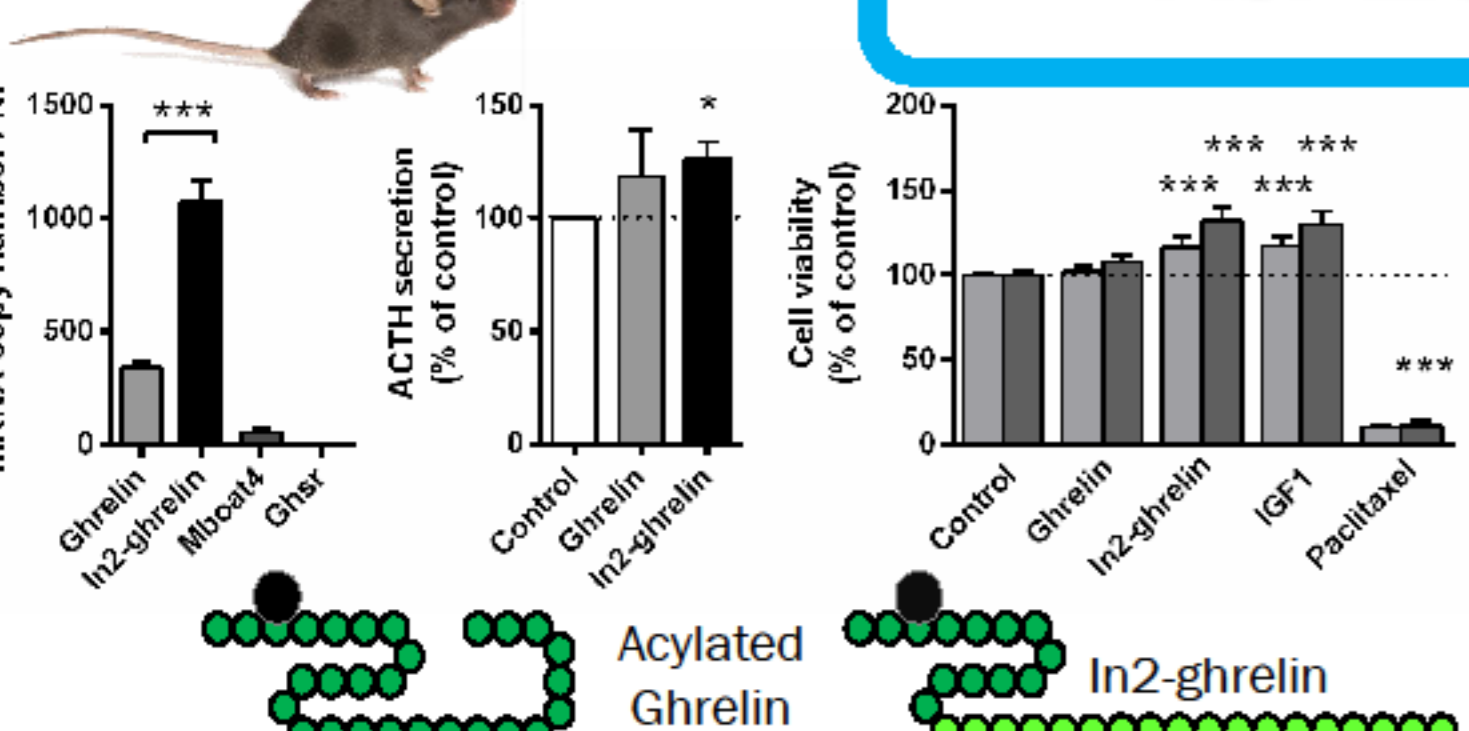 1500
1000
500
0
***
Ghrelin
In2-ghrelin
Mboat4
Ghsr
ACTH secretion
(% of control)
150
100
50
0
*
Control
Ghrelin
In2-ghrelin
Cell viability
(% of control)
200
150
100
50
0
*** ***
*** ***
***
Control
Ghrelin
In2-ghrelin
IGF1
Paclitaxel
Acylated
Ghrelin
In2-ghrelin